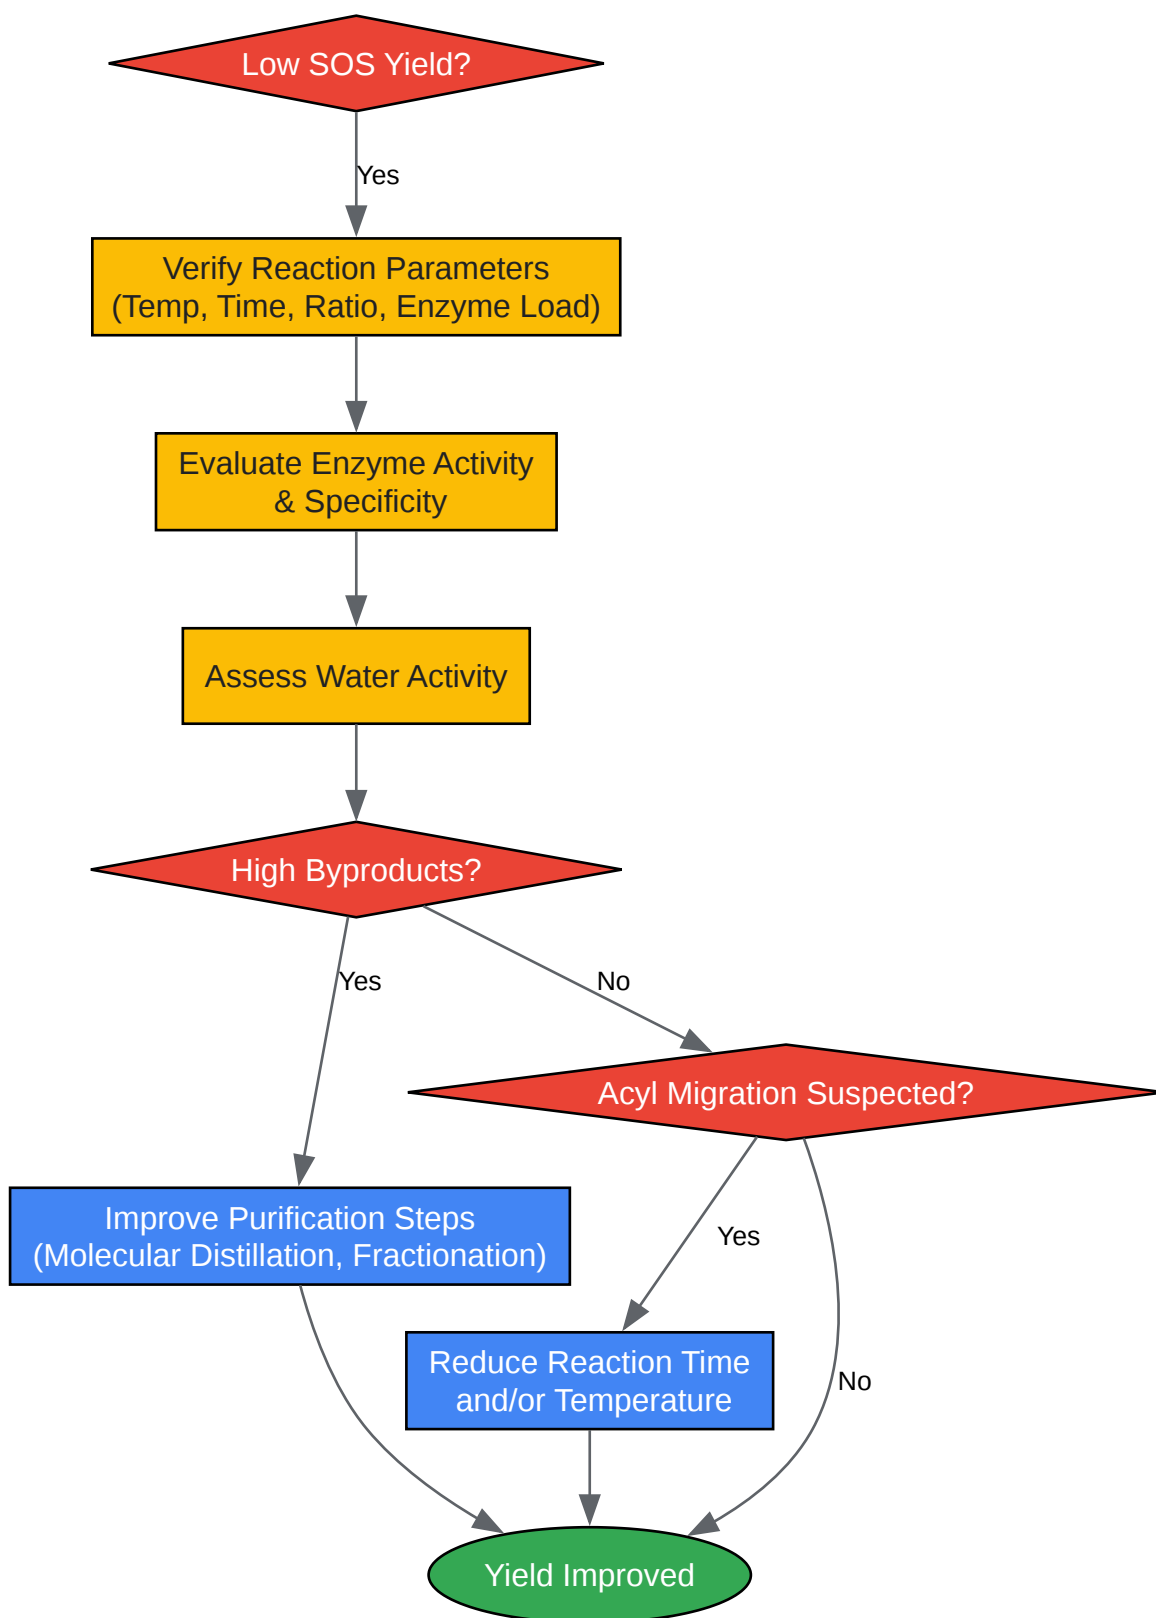 Low SOS Yield?
Yes
Verify Reaction Parameters
(Temp, Time, Ratio, Enzyme Load)
Evaluate Enzyme Activity
& Specificity
Assess Water Activity
High Byproducts?
Yes
No
Acyl Migration Suspected?
Improve Purification Steps
(Molecular Distillation, Fractionation)
Yes
Reduce Reaction Time
and/or Temperature
No
Yield Improved